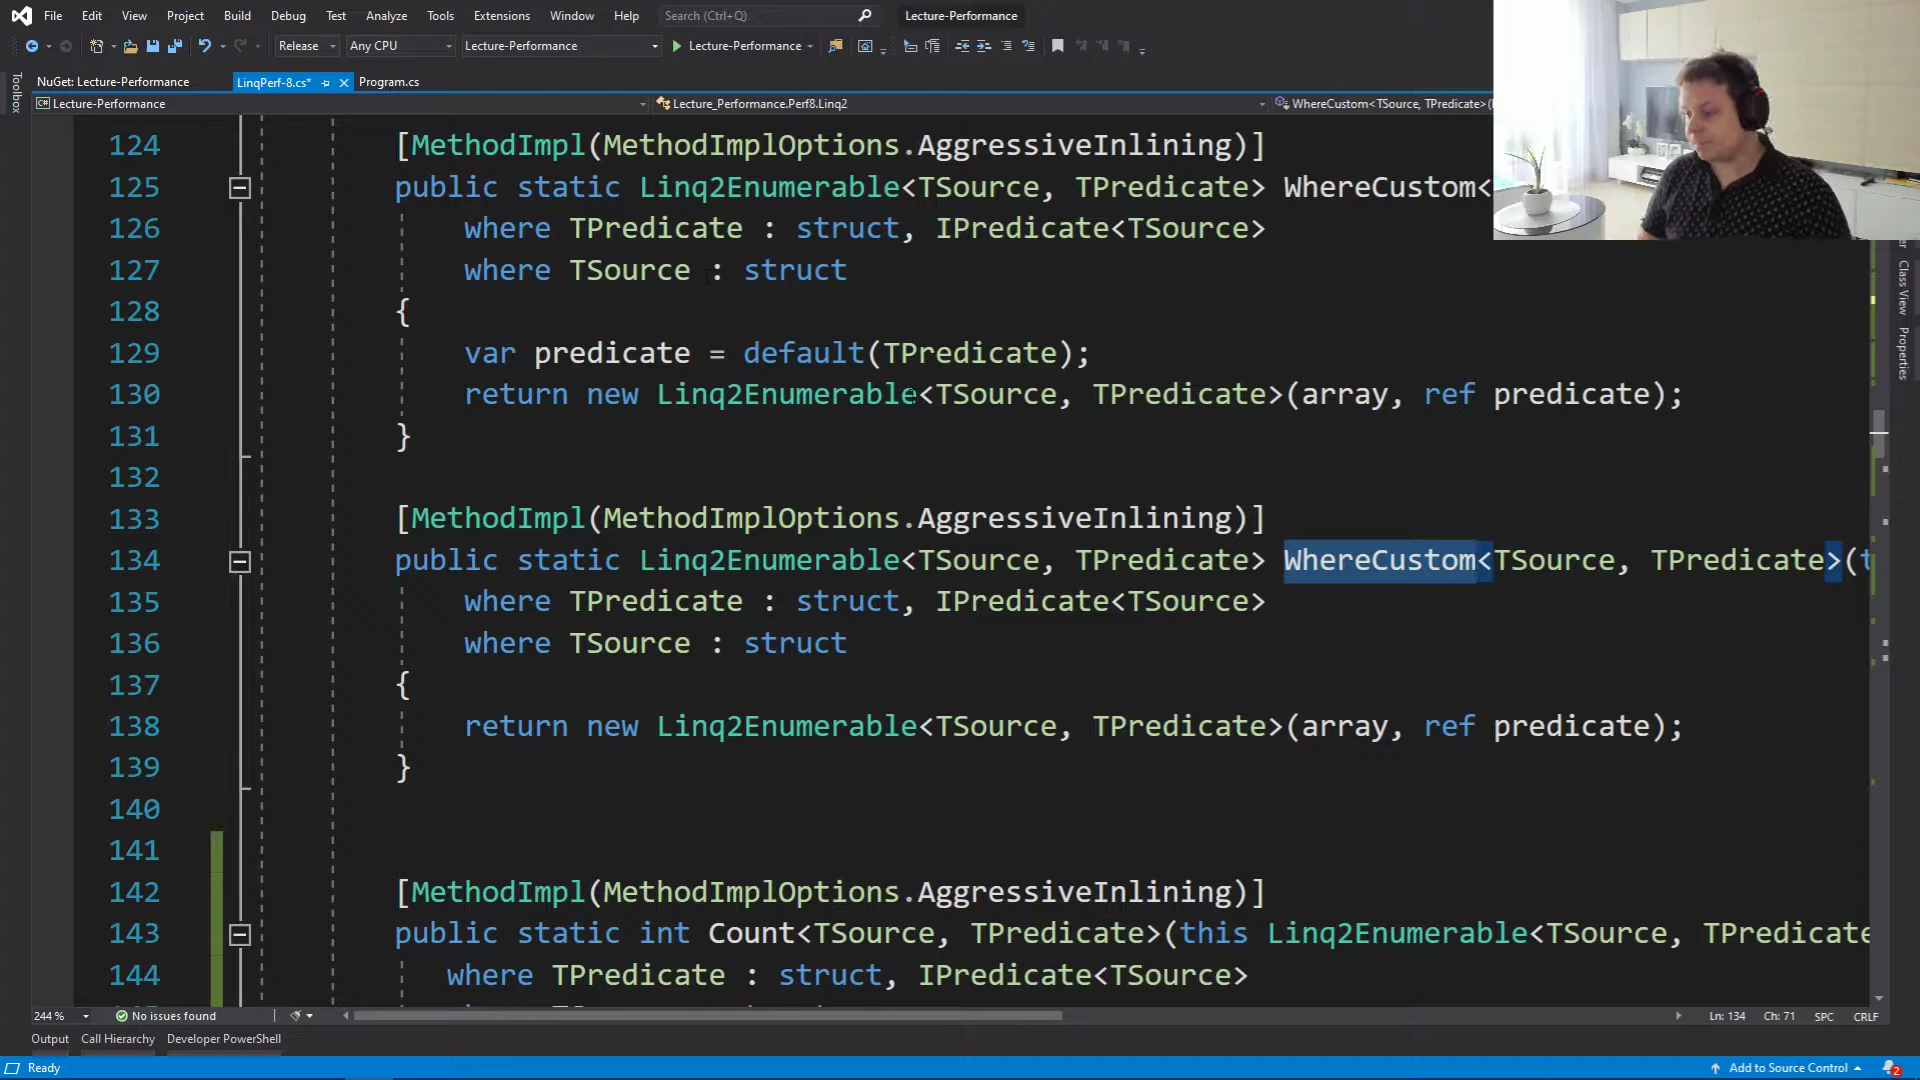 File Edit View Project Build Debug Test Analyze Tools Extensions Window Help Search (Ctrl+Q) Lecture-Performance
Release Any CPU Lecture-Performance Lecture-Performance
Toolbox
NuGet: Lecture-Performance LinqPerf-8.cs* Program.cs
C# Lecture-Performance Lecture_Performance.Perf8.Linq2 WhereCustom<TSource, TPredicate>(
124 [MethodImpl(MethodImplOptions.AggressiveInlining)]
125 public static Linq2Enumerable<TSource, TPredicate> WhereCustom<
126 where TPredicate : struct, IPredicate<TSource>
127 where TSource : struct
128 {
129 var predicate = default(TPredicate);
130 return new Linq2Enumerable<TSource, TPredicate>(array, ref predicate);
131 }
132
133 [MethodImpl(MethodImplOptions.AggressiveInlining)]
134 public static Linq2Enumerable<TSource, TPredicate> WhereCustom<TSource, TPredicate>(t
135 where TPredicate : struct, IPredicate<TSource>
136 where TSource : struct
137 {
138 return new Linq2Enumerable<TSource, TPredicate>(array, ref predicate);
139 }
140
141
142 [MethodImpl(MethodImplOptions.AggressiveInlining)]
143 public static int Count<TSource, TPredicate>(this Linq2Enumerable<TSource, TPredicate
144 where TPredicate : struct, IPredicate<TSource>
Class View
Properties
244 % No issues found Ln: 134 Ch: 71 SPC CRLF
Output Call Hierarchy Developer PowerShell
Ready Add to Source Control 2